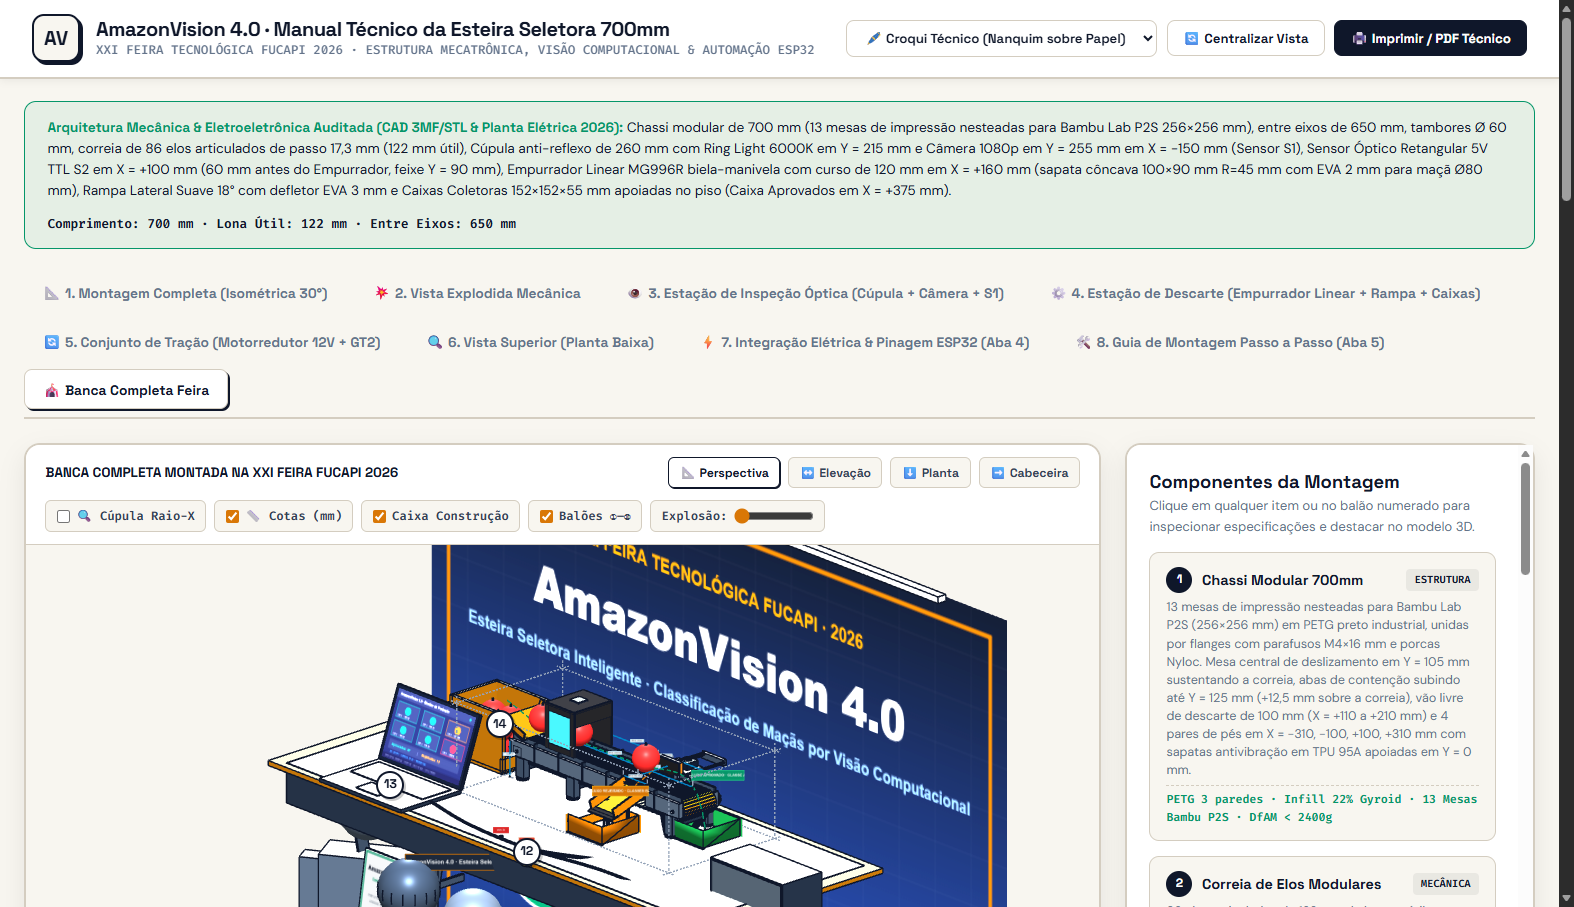 AV
AmazonVision 4.0 · Manual Técnico da Esteira Seletora 700mm
XXI FEIRA TECNOLÓGICA FUCAPI 2026 · ESTRUTURA MECATRÔNICA, VISÃO COMPUTACIONAL & AUTOMAÇÃO ESP32
Croqui Técnico (Nanquim sobre Papel)
Centralizar Vista
Imprimir / PDF Técnico
Arquitetura Mecânica & Eletroeletrônica Auditada (CAD 3MF/STL & Planta Elétrica 2026): Chassi modular de 700 mm (13 mesas de impressão nesteadas para Bambu Lab P2S 256×256 mm), entre eixos de 650 mm, tambores Ø 60
mm, correia de 86 elos articulados de passo 17,3 mm (122 mm útil), Cúpula anti-reflexo de 260 mm com Ring Light 6000K em Y = 215 mm e Câmera 1080p em Y = 255 mm em X = -150 mm (Sensor S1), Sensor Óptico Retangular 5V
TTL S2 em X = +100 mm (60 mm antes do Empurrador, feixe Y = 90 mm), Empurrador Linear MG996R biela-manivela com curso de 120 mm em X = +160 mm (sapata côncava 100×90 mm R=45 mm com EVA 2 mm para maçã Ø80
mm), Rampa Lateral Suave 18° com defletor EVA 3 mm e Caixas Coletoras 152×152×55 mm apoiadas no piso (Caixa Aprovados em X = +375 mm).
Comprimento: 700 mm · Lona Útil: 122 mm · Entre Eixos: 650 mm
1. Montagem Completa (Isométrica 30°)
2. Vista Explodida Mecânica
3. Estação de Inspeção Óptica (Cúpula + Câmera + S1)
4. Estação de Descarte (Empurrador Linear + Rampa + Caixas)
5. Conjunto de Tração (Motorredutor 12V + GT2)
6. Vista Superior (Planta Baixa)
7. Integração Elétrica & Pinagem ESP32 (Aba 4)
8. Guia de Montagem Passo a Passo (Aba 5)
Banca Completa Feira
BANCA COMPLETA MONTADA NA XXI FEIRA FUCAPI 2026
Perspectiva
Elevação
Planta
Cabeceira
Cúpula Raio-X
Cotas (mm)
Caixa Construção
Balões
Explosão:
FEIRA TECNOLÓGICA FUCAPI · 2026
AmazonVision 4.0
Esteira Seletora Inteligente · Classificação de Maçãs por Visão Computacional
14
13
12
Componentes da Montagem
Clique em qualquer item ou no balão numerado para
inspecionar especificações e destacar no modelo 3D.
1 Chassi Modular 700mm ESTRUTURA
13 mesas de impressão nesteadas para Bambu Lab
P2S (256×256 mm) em PETG preto industrial, unidas
por flanges com parafusos M4×16 mm e porcas
Nyloc. Mesa central de deslizamento em Y = 105 mm
sustentando a correia, abas de contenção subindo
até Y = 125 mm (+12,5 mm sobre a correia), vão livre
de descarte de 100 mm (X = +110 a +210 mm) e 4
pares de pés em X = -310, -100, +100, +310 mm com
sapatas antivibração em TPU 95A apoiadas em Y = 0
mm.
PETG 3 paredes · Infill 22% Gyroid · 13 Mesas
Bambu P2S · DfAM < 2400g
2 Correia de Elos Modulares MECÂNICA